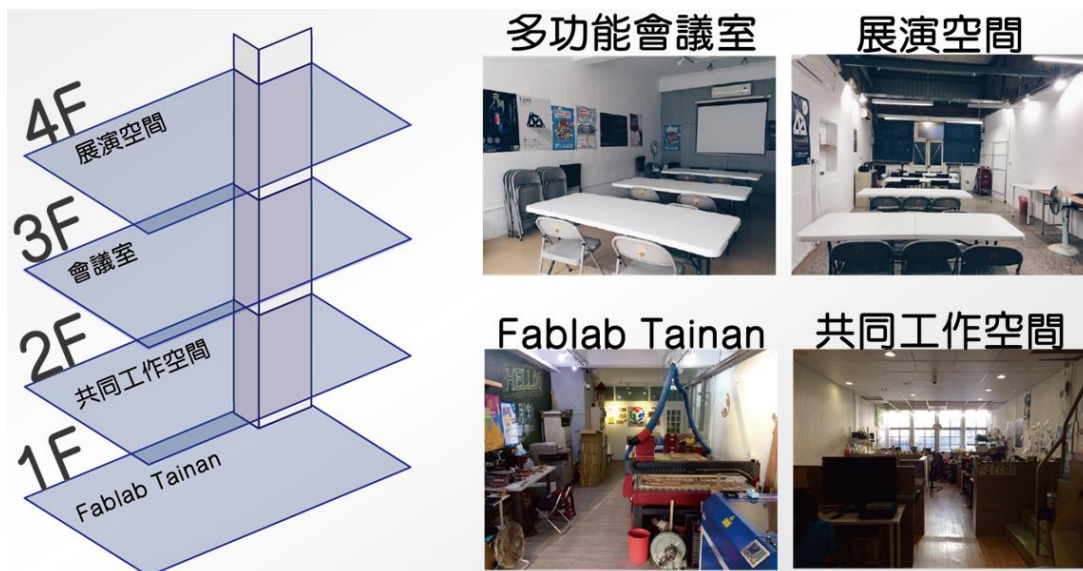 4F
展演空間
3F
會議室
2F
共同工作空間
1F
Fablab Tainan
多功能會議室
展演空間
Fablab Tainan
共同工作空間
HELLO